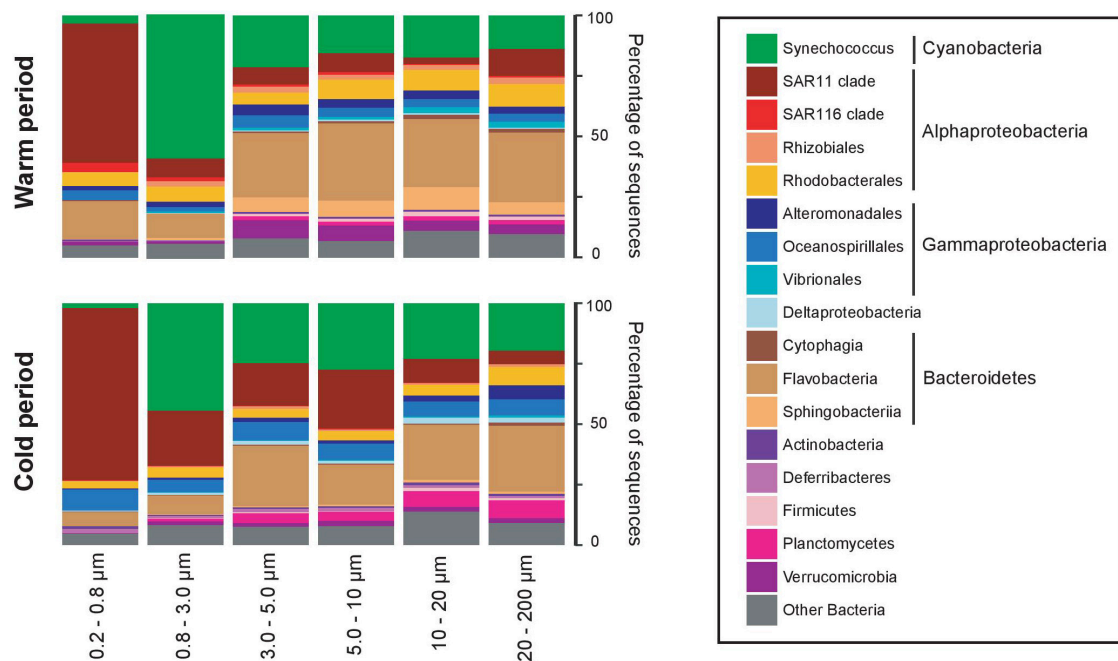 Warm period
100
50
0
Percentage of sequences
Cold period
100
50
0
Percentage of sequences
0.2 - 0.8 µm
0.8 - 3.0 µm
3.0 - 5.0 µm
5.0 - 10 µm
10 - 20 µm
20 - 200 µm
Synechococcus
Cyanobacteria
SAR11 clade
SAR116 clade
Rhizobiales
Rhodobacterales
Alphaproteobacteria
Alteromonadales
Oceanospirillales
Vibrionales
Gammaproteobacteria
Deltaproteobacteria
Cytophagia
Flavobacteria
Sphingobacteriia
Bacteroidetes
Actinobacteria
Deferribacteres
Firmicutes
Planctomycetes
Verrucomicrobia
Other Bacteria